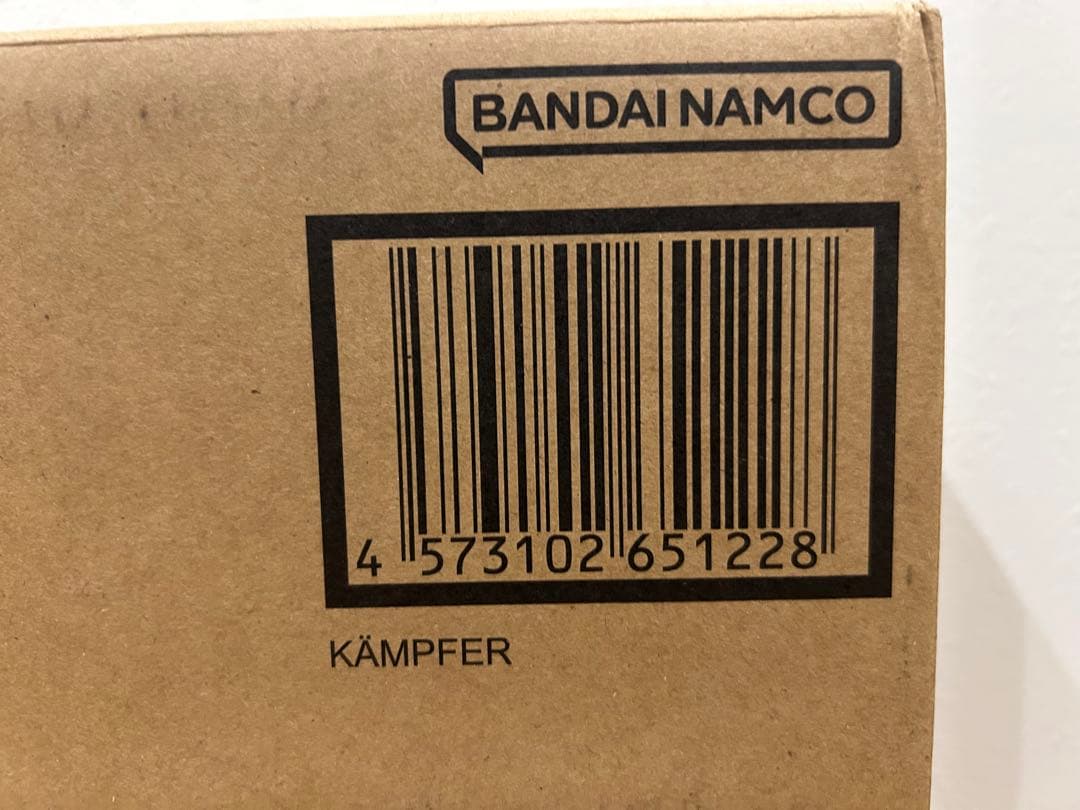 BANDAI NAMCO
4 573102 651228
KÄMPFER